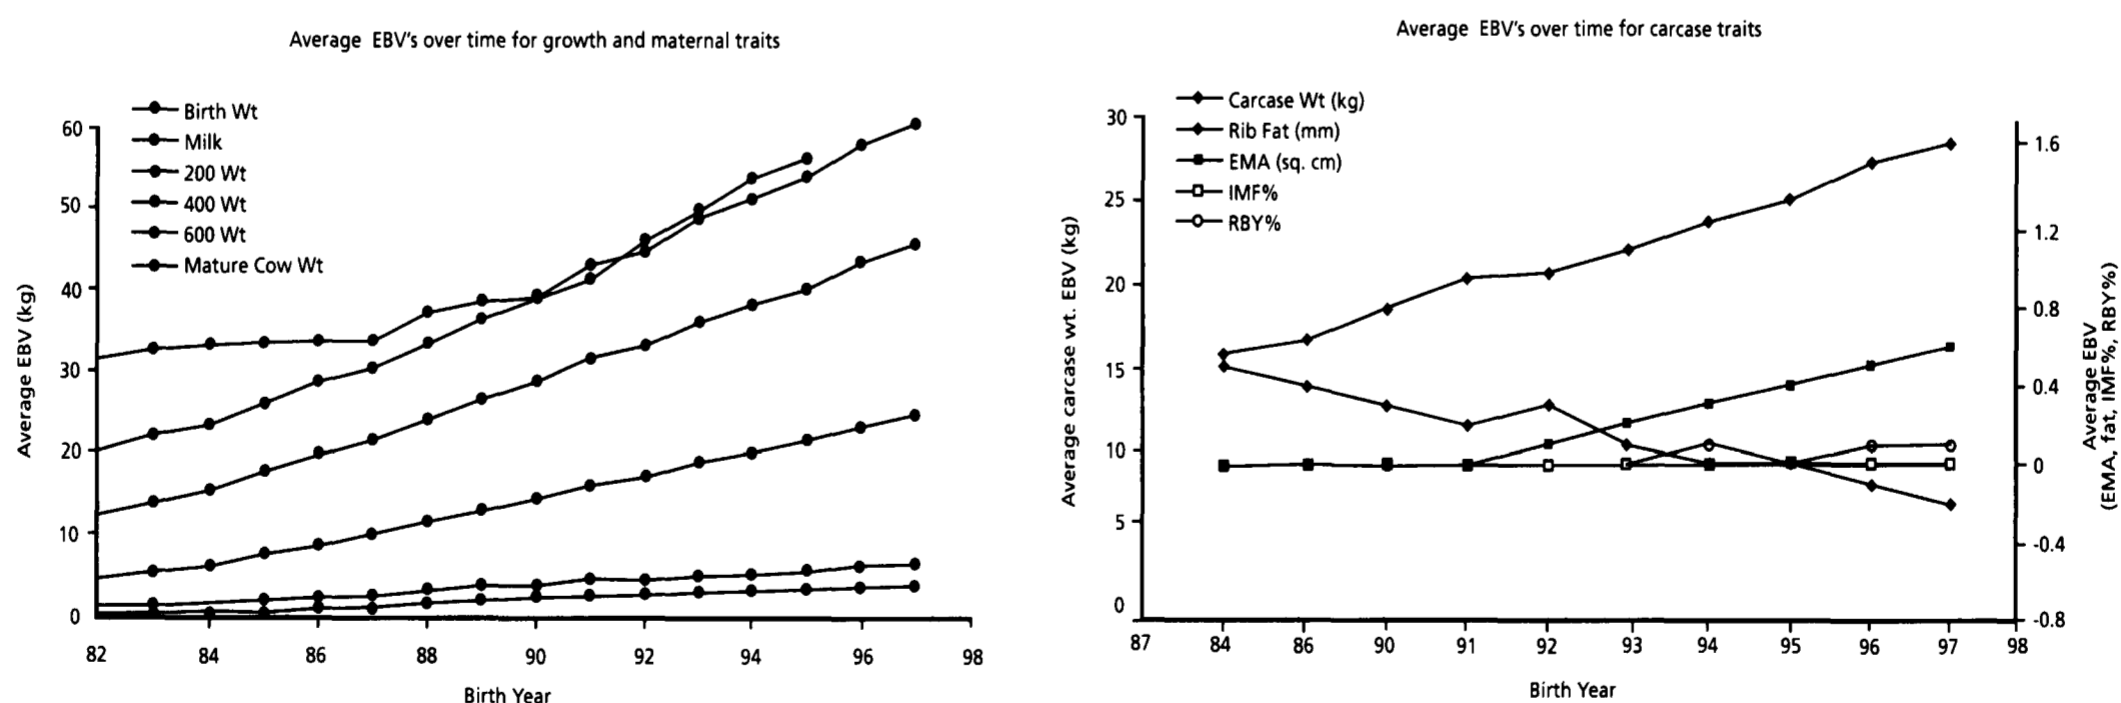 Average EBV's over time for growth and maternal traits
Birth Wt
Milk
200 Wt
400 Wt
600 Wt
Mature Cow Wt
Average EBV (kg)
60
50
40
30
20
10
0
82 84 86 88 90 92 94 96 98
Birth Year
Average EBV's over time for carcase traits
Carcase Wt (kg)
Rib Fat (mm)
EMA (sq. cm)
IMF%
RBY%
Average carcase wt. EBV (kg)
30
25
20
15
10
5
0
1.6
1.2
0.8
0.4
0
-0.4
-0.8
Average EBV
(EMA, fat, IMF%, RBY%)
87 84 86 90 91 92 93 94 95 96 97 98
Birth Year